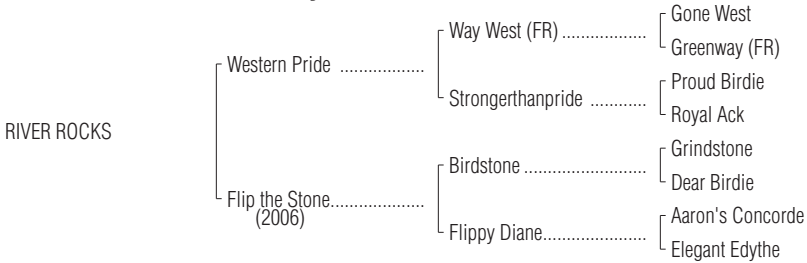 Gone West
Way West (FR) ..................
Greenway (FR)
Western Pride ..................
Proud Birdie
Strongerthanpride ............
Royal Ack
RIVER ROCKS
Grindstone
Birdstone ..........................
Dear Birdie
Flip the Stone....................
(2006)
Aaron's Concorde
Flippy Diane......................
Elegant Edythe